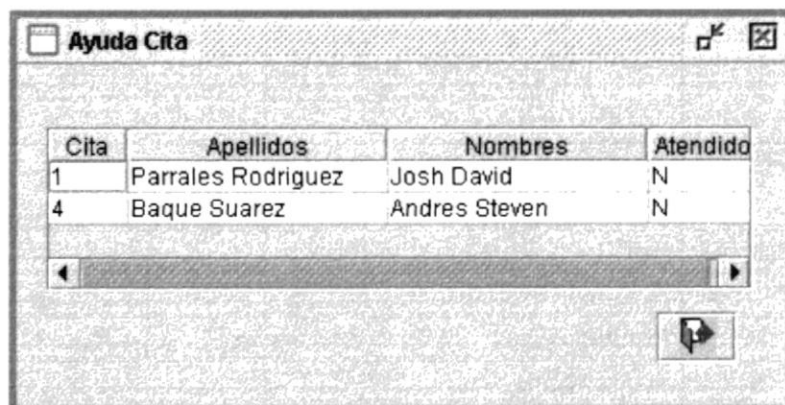 Ayuda Cita
Cita Apellidos Nombres Atendido
1 Parrales Rodriguez Josh David N
4 Baque Suarez Andres Steven N